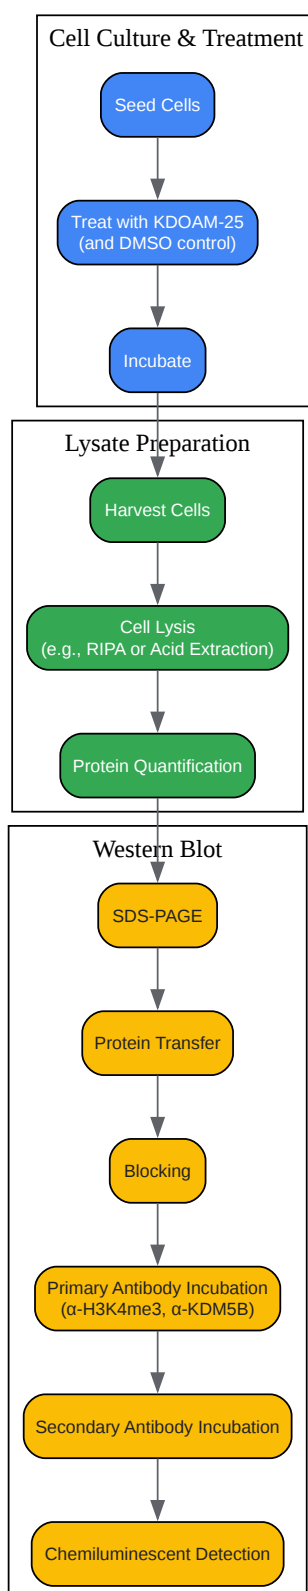 Cell Culture & Treatment
Seed Cells
Treat with KDOAM-25
(and DMSO control)
Incubate
Lysate Preparation
Harvest Cells
Cell Lysis
(e.g., RIPA or Acid Extraction)
Protein Quantification
Western Blot
SDS-PAGE
Protein Transfer
Blocking
Primary Antibody Incubation
(α-H3K4me3, α-KDM5B)
Secondary Antibody Incubation
Chemiluminescent Detection